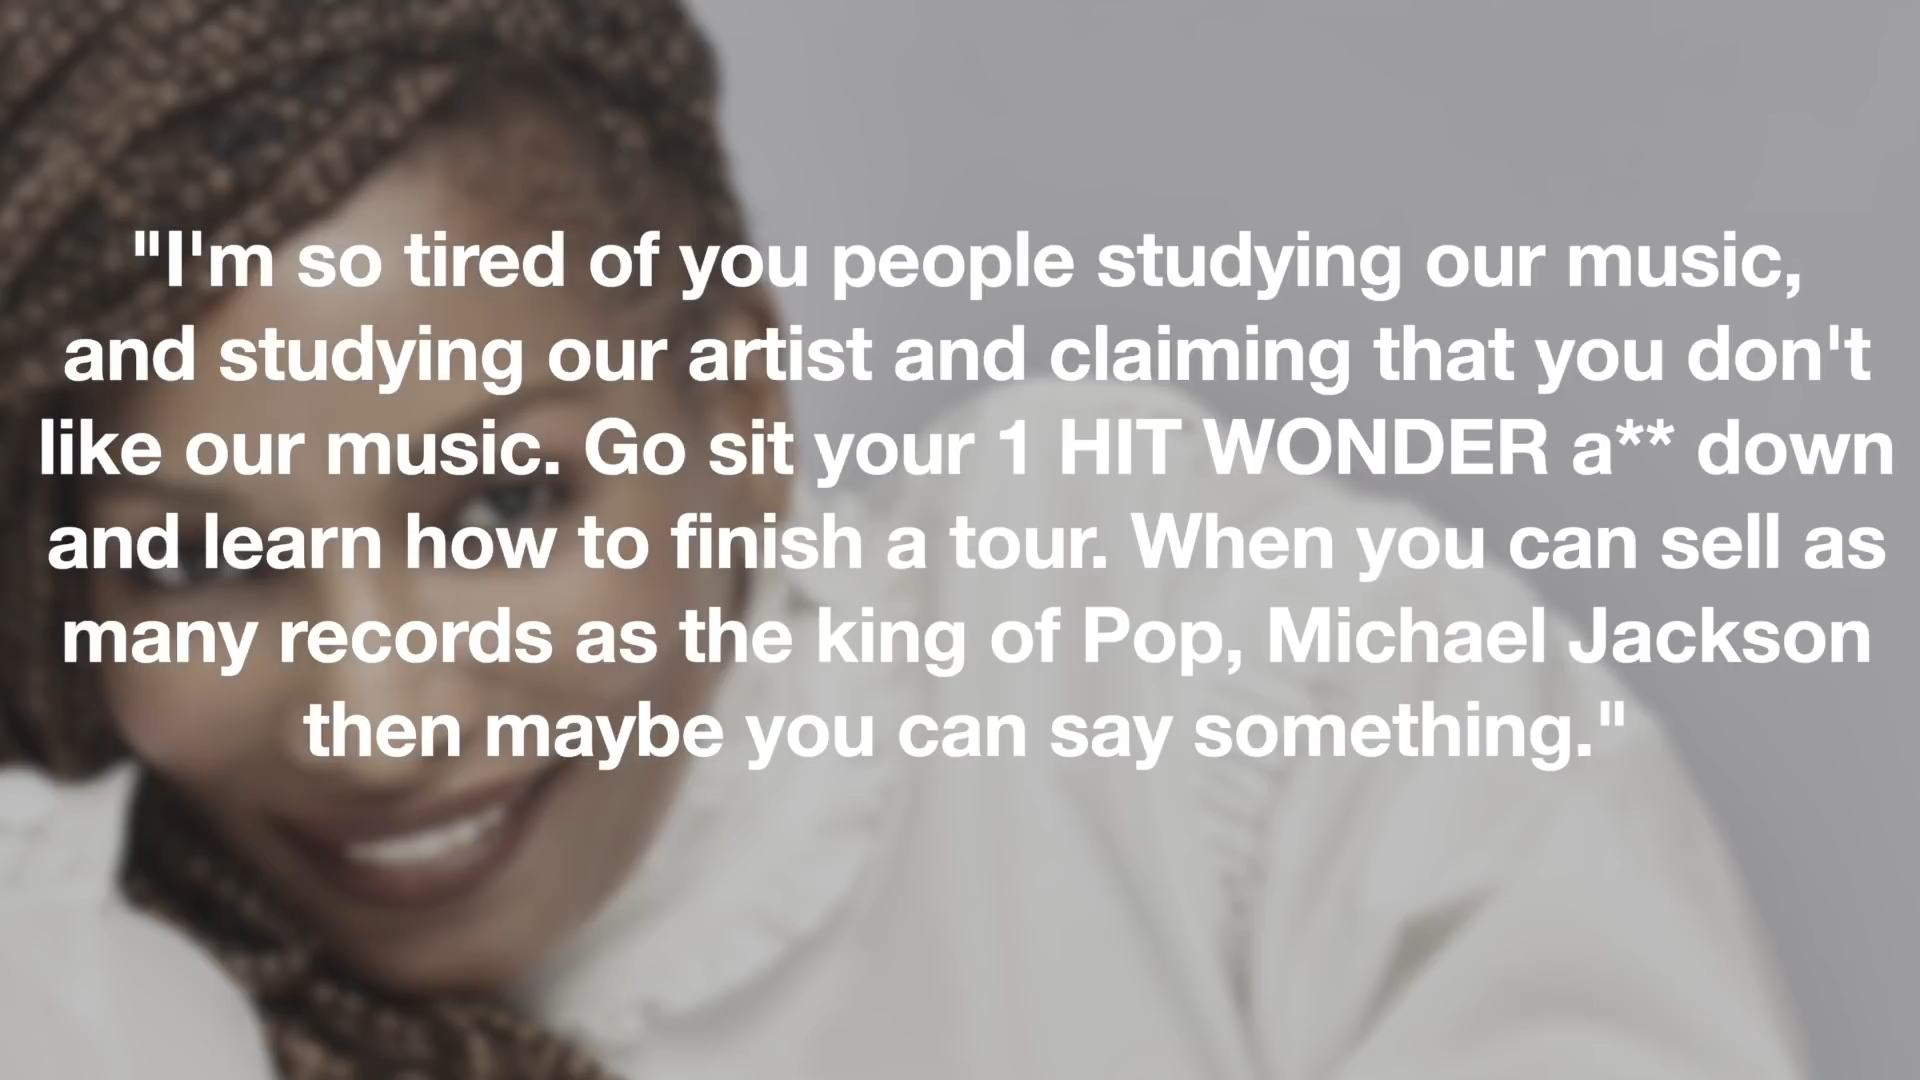 "I'm so tired of you people studying our music,
and studying our artist and claiming that you don't
like our music. Go sit your 1 HIT WONDER a** down
and learn how to finish a tour. When you can sell as
many records as the king of Pop, Michael Jackson
then maybe you can say something."